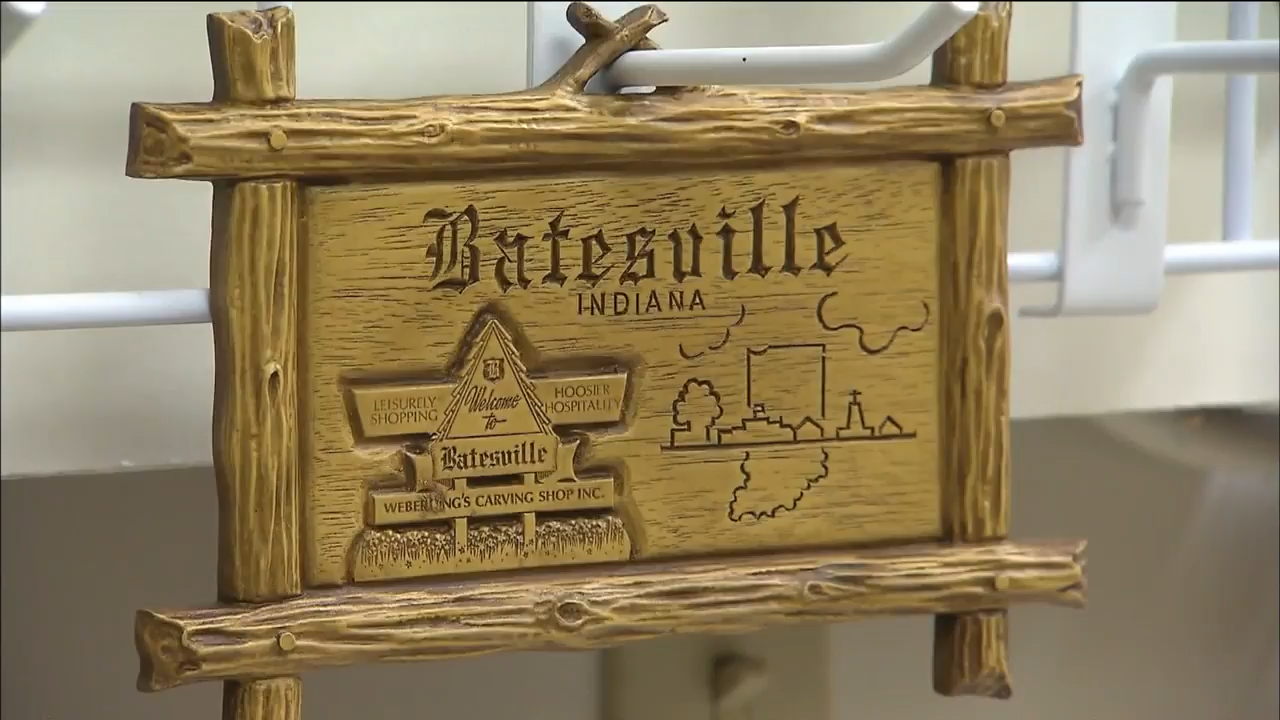 Batesville
INDIANA
B
LEISURELY
SHOPPING
Welcome
to
HOOSIER
HOSPITALITY
Batesville
WEBERDING'S CARVING SHOP INC.